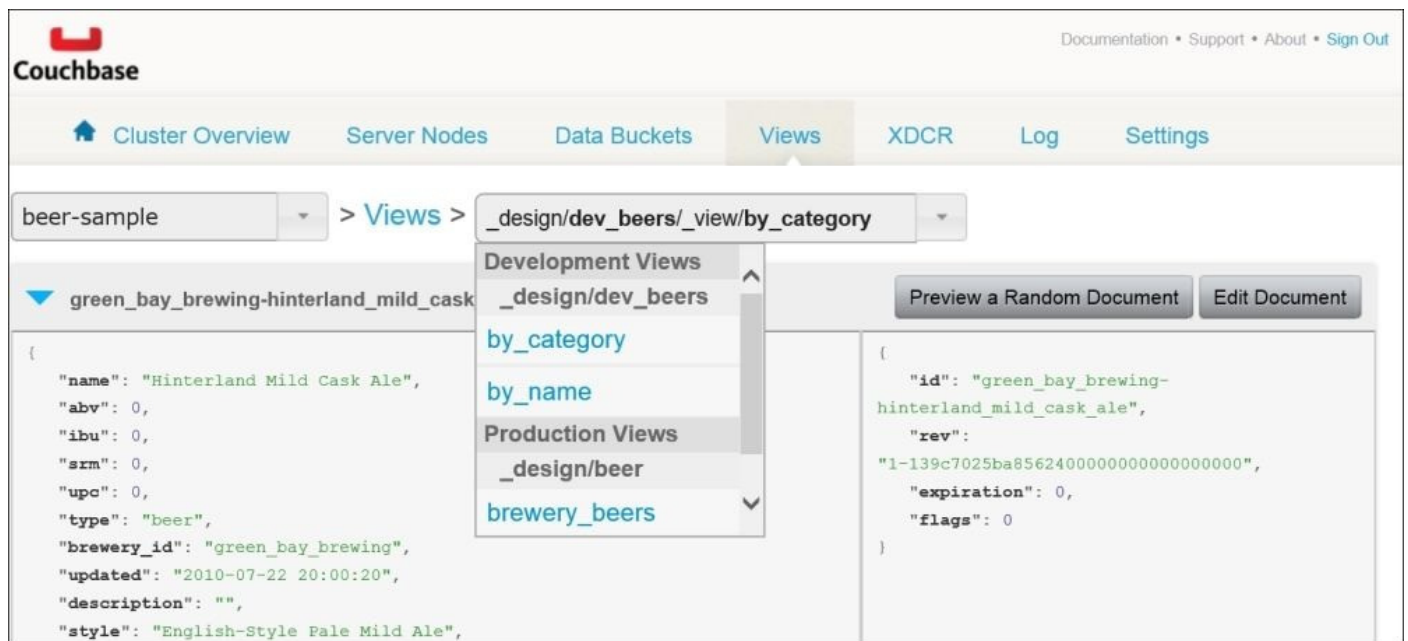 Couchbase
Documentation • Support • About • Sign Out
Cluster Overview Server Nodes Data Buckets Views XDCR Log Settings
beer-sample > Views > _design/dev_beers/_view/by_category
Development Views
_design/dev_beers
by_category
by_name
Production Views
_design/beer
brewery_beers
green_bay_brewing-hinterland_mild_cask
Preview a Random Document Edit Document
{
"name": "Hinterland Mild Cask Ale",
"abv": 0,
"ibu": 0,
"srm": 0,
"upc": 0,
"type": "beer",
"brewery_id": "green_bay_brewing",
"updated": "2010-07-22 20:00:20",
"description": "",
"style": "English-Style Pale Mild Ale",
{
"id": "green_bay_brewing-
hinterland_mild_cask_ale",
"rev":
"1-139c7025ba8562400000000000000000",
"expiration": 0,
"flags": 0
}